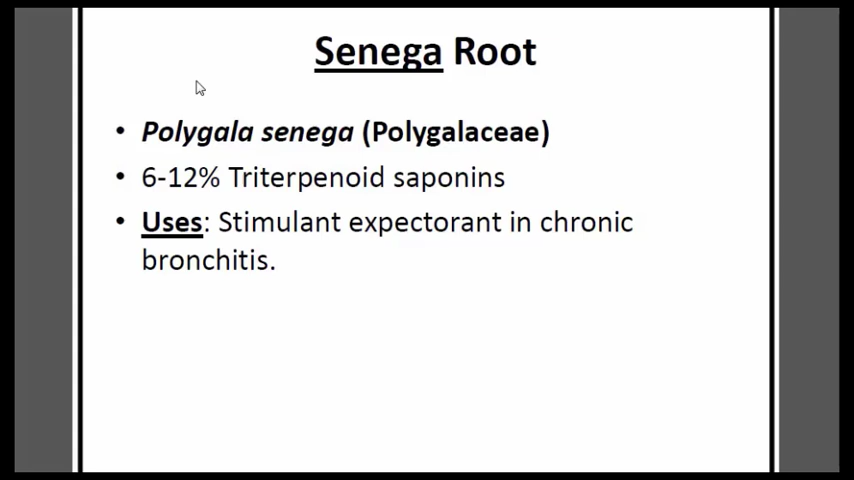 Senega Root
• Polygala senega (Polygalaceae)
• 6-12% Triterpenoid saponins
• Uses: Stimulant expectorant in chronic
bronchitis.